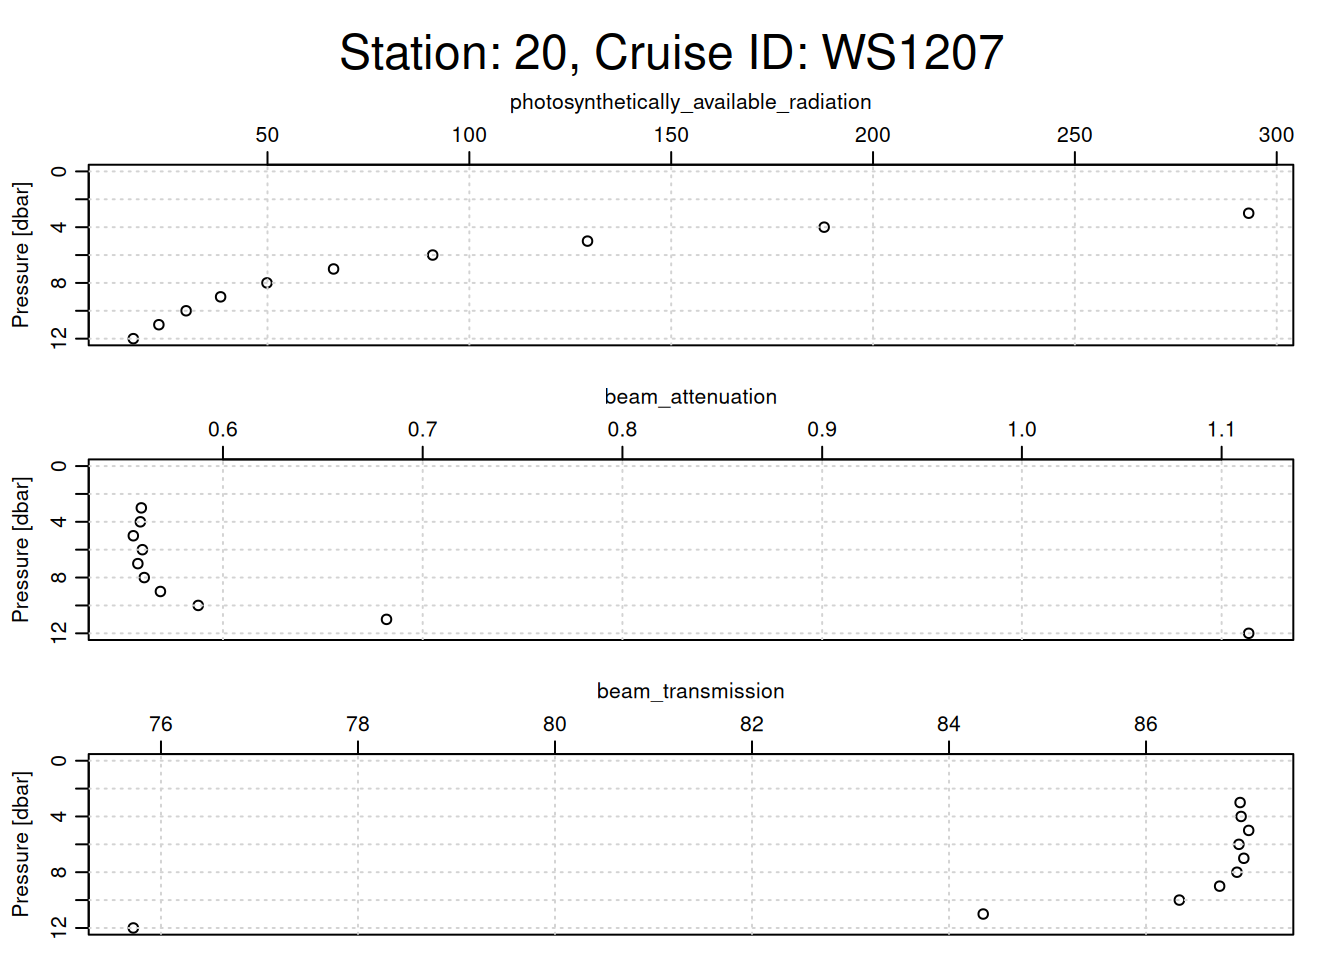 Station: 20, Cruise ID: WS1207
photosynthetically_available_radiation
50 100 150 200 250 300
Pressure [dbar]
0
4
8
12
beam_attenuation
0.6 0.7 0.8 0.9 1.0 1.1
Pressure [dbar]
0
4
8
12
beam_transmission
76 78 80 82 84 86
Pressure [dbar]
0
4
8
12